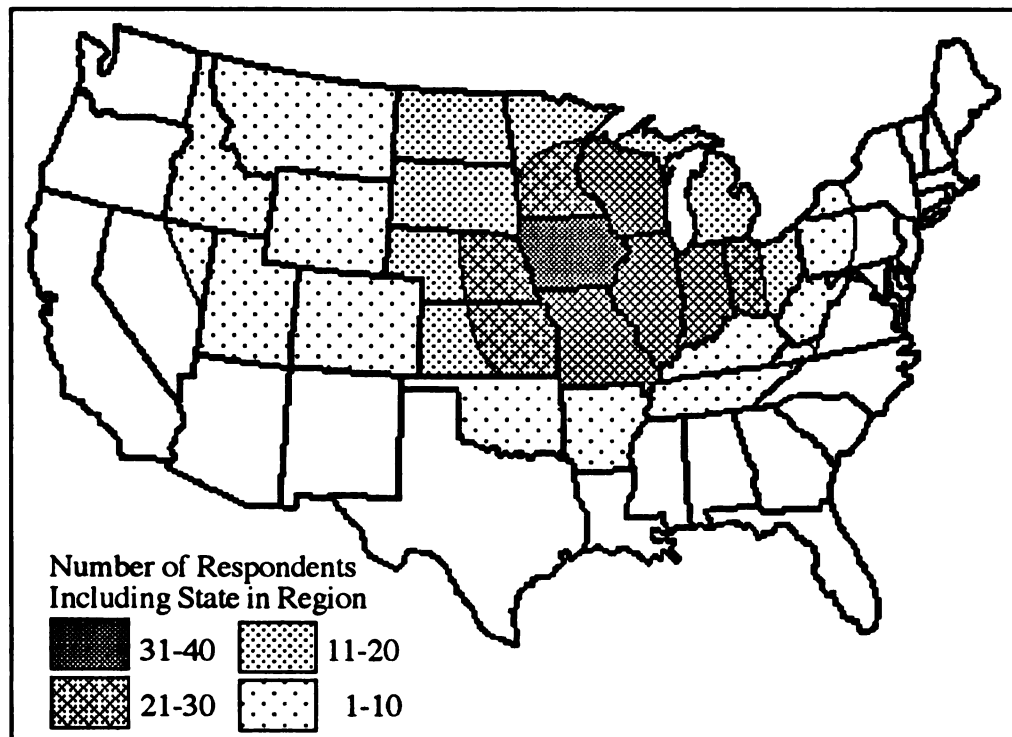 Number of Respondents
Including State in Region
31-40
11-20
21-30
1-10